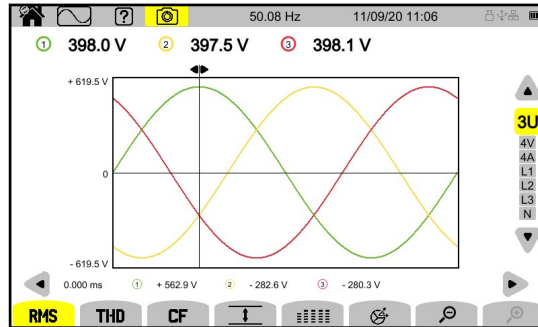 ? 50.08 Hz 11/09/20 11:06
1 398.0 V 2 397.5 V 3 398.1 V
+ 619.5 V
0
- 619.5 V
3U
4V
4A
L1
L2
L3
N
0.000 ms 1 + 562.9 V 2 - 282.6 V 3 - 280.3 V
RMS THD CF